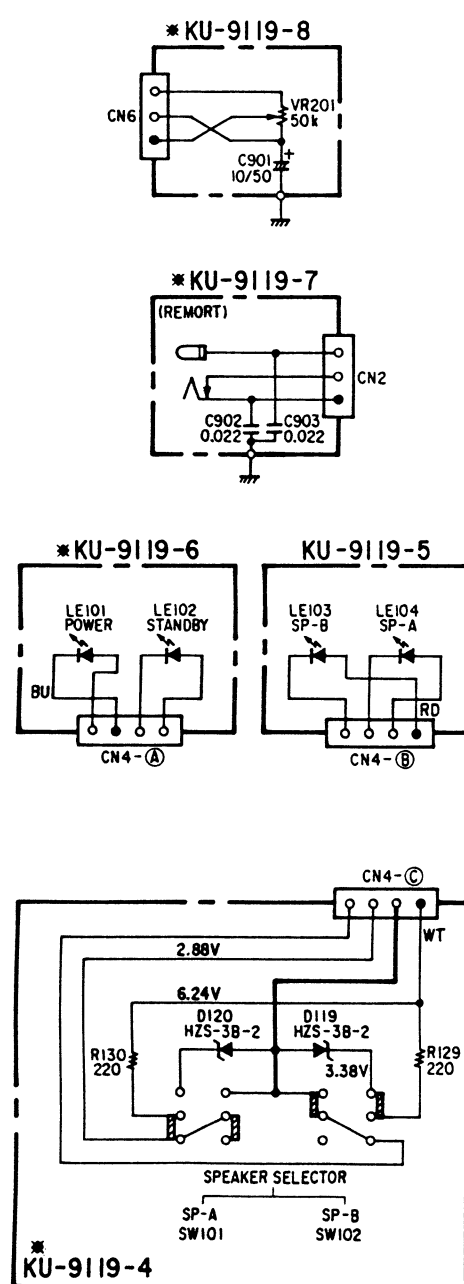 ※KU-9119-8
CN6
VR201
50k
C901
10/50
+
※KU-9119-7
(REMORT)
CN2
C902
0.022
C903
0.022
※KU-9119-6
KU-9119-5
LE101
POWER
LE102
STANDBY
LE103
SP-B
LE104
SP-A
BU
RD
CN4-Ⓐ
CN4-Ⓑ
CN4-Ⓒ
WT
2.88V
6.24V
D120
HZS-3B-2
D119
HZS-3B-2
R130
220
3.38V
R129
220
SPEAKER SELECTOR
SP-A
SW101
SP-B
SW102
※
KU-9119-4